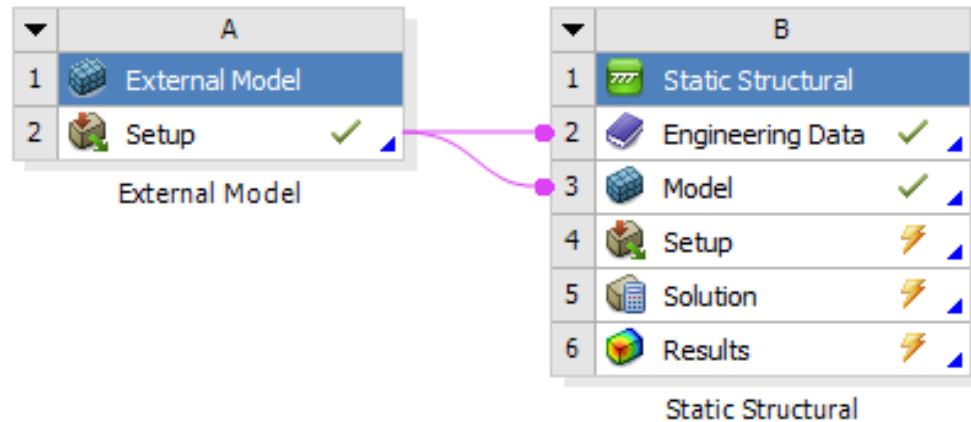 A
1 External Model
2 Setup
External Model
B
1 Static Structural
2 Engineering Data
3 Model
4 Setup
5 Solution
6 Results
Static Structural